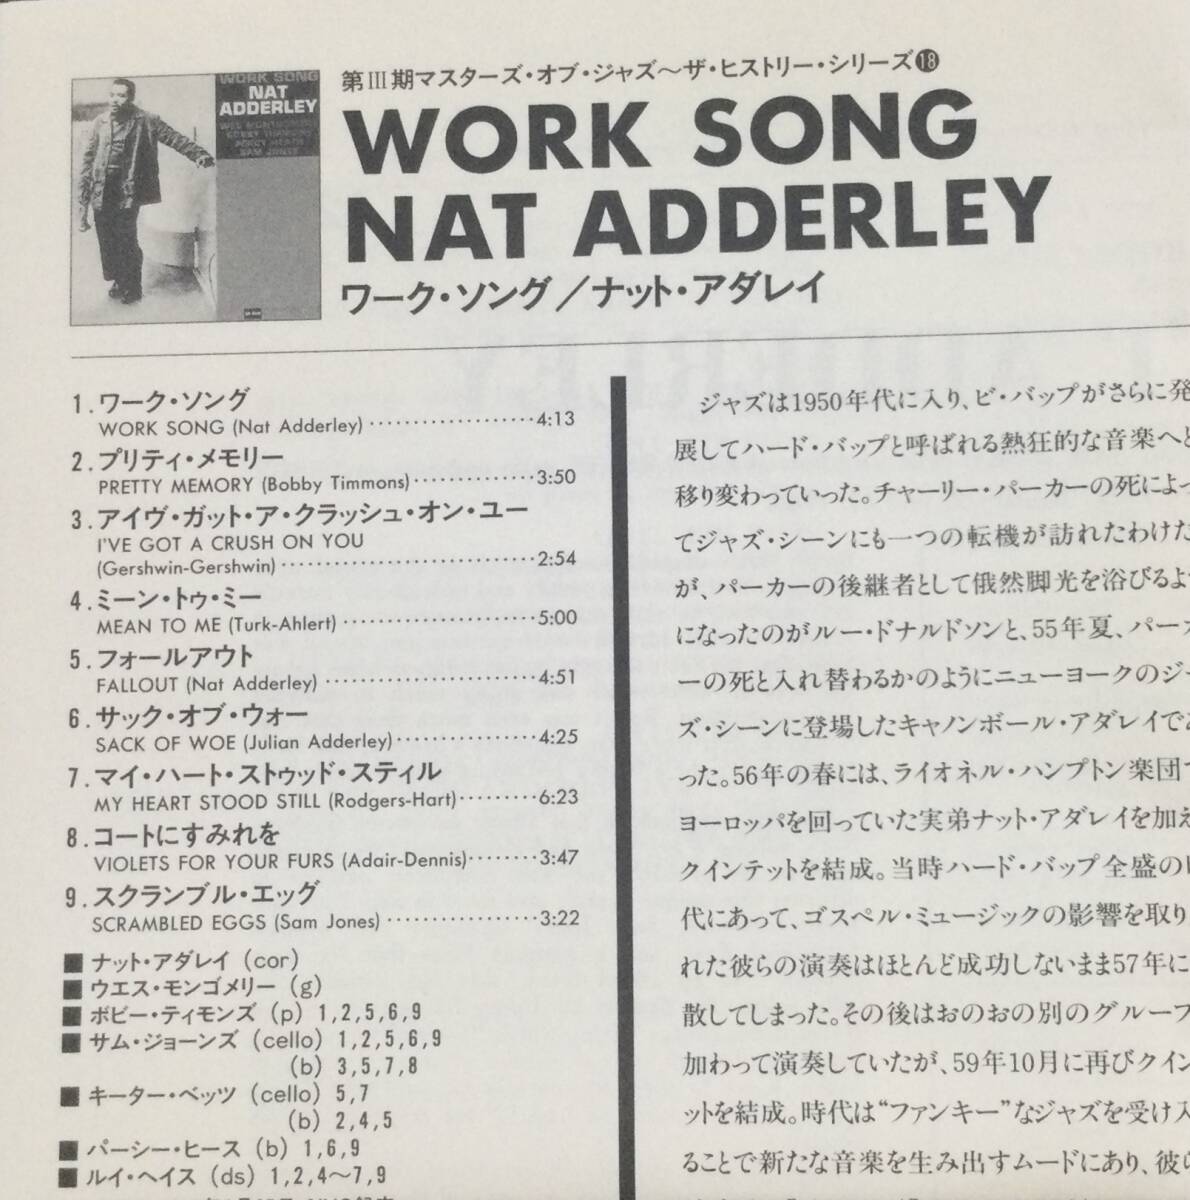 WORK SONG
NAT
ADDERLEY
WES MONTGOMERY
BOBBY TIMMONS
PERCY HEATH
SAM JONES
第III期マスターズ・オブ・ジャズ〜ザ・ヒストリー・シリーズ⓲
WORK SONG
NAT ADDERLEY
ワーク・ソング／ナット・アダレイ
1.ワーク・ソング
WORK SONG (Nat Adderley)··················4:13
2.プリティ・メモリー
PRETTY MEMORY (Bobby Timmons)·············3:50
3.アイヴ・ガット・ア・クラッシュ・オン・ユー
I'VE GOT A CRUSH ON YOU
(Gershwin-Gershwin)···························2:54
4.ミーン・トゥ・ミー
MEAN TO ME (Turk-Ahlert)·····················5:00
5.フォールアウト
FALLOUT (Nat Adderley)·······················4:51
6.サック・オブ・ウォー
SACK OF WOE (Julian Adderley)···············4:25
7.マイ・ハート・ストゥッド・スティル
MY HEART STOOD STILL (Rodgers-Hart)·········6:23
8.コートにすみれを
VIOLETS FOR YOUR FURS (Adair-Dennis)········3:47
9.スクランブル・エッグ
SCRAMBLED EGGS (Sam Jones)·················3:22
■ナット・アダレイ (cor)
■ウエス・モンゴメリー (g)
■ボビー・ティモンズ (p) 1,2,5,6,9
■サム・ジョーンズ (cello) 1,2,5,6,9
(b) 3,5,7,8
■キーター・ベッツ (cello) 5,7
(b) 2,4,5
■パーシー・ヒース (b) 1,6,9
■ルイ・ヘイス (ds) 1,2,4〜7,9
ジャズは1950年代に入り、ビ・バップがさらに発
展してハード・バップと呼ばれる熱狂的な音楽へと
移り変わっていった。チャーリー・パーカーの死によっ
てジャズ・シーンにも一つの転機が訪れたわけだ
が、パーカーの後継者として俄然脚光を浴びるよう
になったのがルー・ドナルドソンと、55年夏、パーカ
ーの死と入れ替わるかのようにニューヨークのジャ
ズ・シーンに登場したキャノンボール・アダレイであ
った。56年の春には、ライオネル・ハンプトン楽団で
ヨーロッパを回っていた実弟ナット・アダレイを加え
クインテットを結成。当時ハード・バップ全盛の
代にあって、ゴスペル・ミュージックの影響を取り
れた彼らの演奏はほとんど成功しないまま57年に
散してしまった。その後はおのおの別のグループ
加わって演奏していたが、59年10月に再びクイン
ットを結成。時代は“ファンキー”なジャズを受け入
ることで新たな音楽を生み出すムードにあり、彼ら